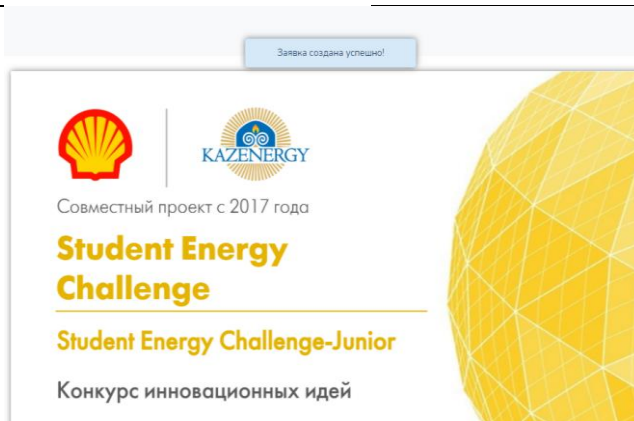 Заявка создана успешно!
KAZENERGY
Совместный проект с 2017 года
Student Energy
Challenge
Student Energy Challenge-Junior
Конкурс инновационных идей